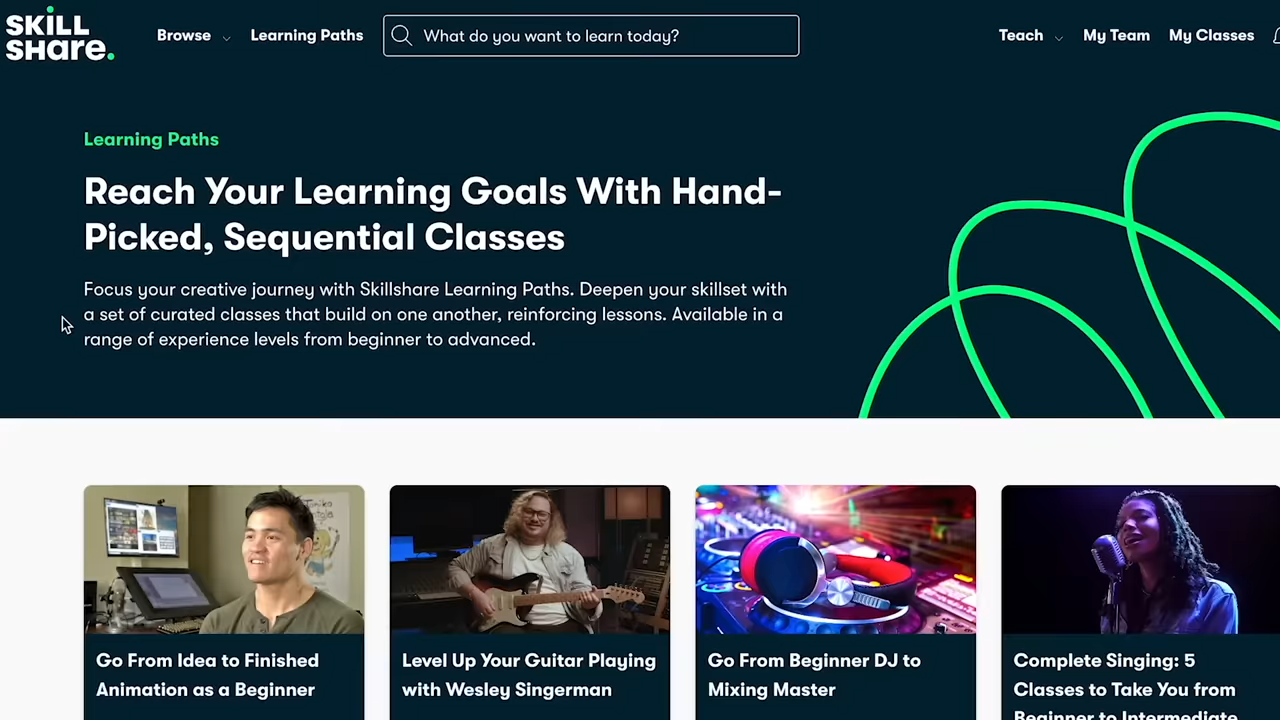 SKILL
SHare.
Browse
Learning Paths
What do you want to learn today?
Teach
My Team
My Classes
Learning Paths
Reach Your Learning Goals With Hand-
Picked, Sequential Classes
Focus your creative journey with Skillshare Learning Paths. Deepen your skillset with
a set of curated classes that build on one another, reinforcing lessons. Available in a
range of experience levels from beginner to advanced.
Go From Idea to Finished
Animation as a Beginner
Level Up Your Guitar Playing
with Wesley Singerman
Go From Beginner DJ to
Mixing Master
Complete Singing: 5
Classes to Take You from
Beginner to Intermediate